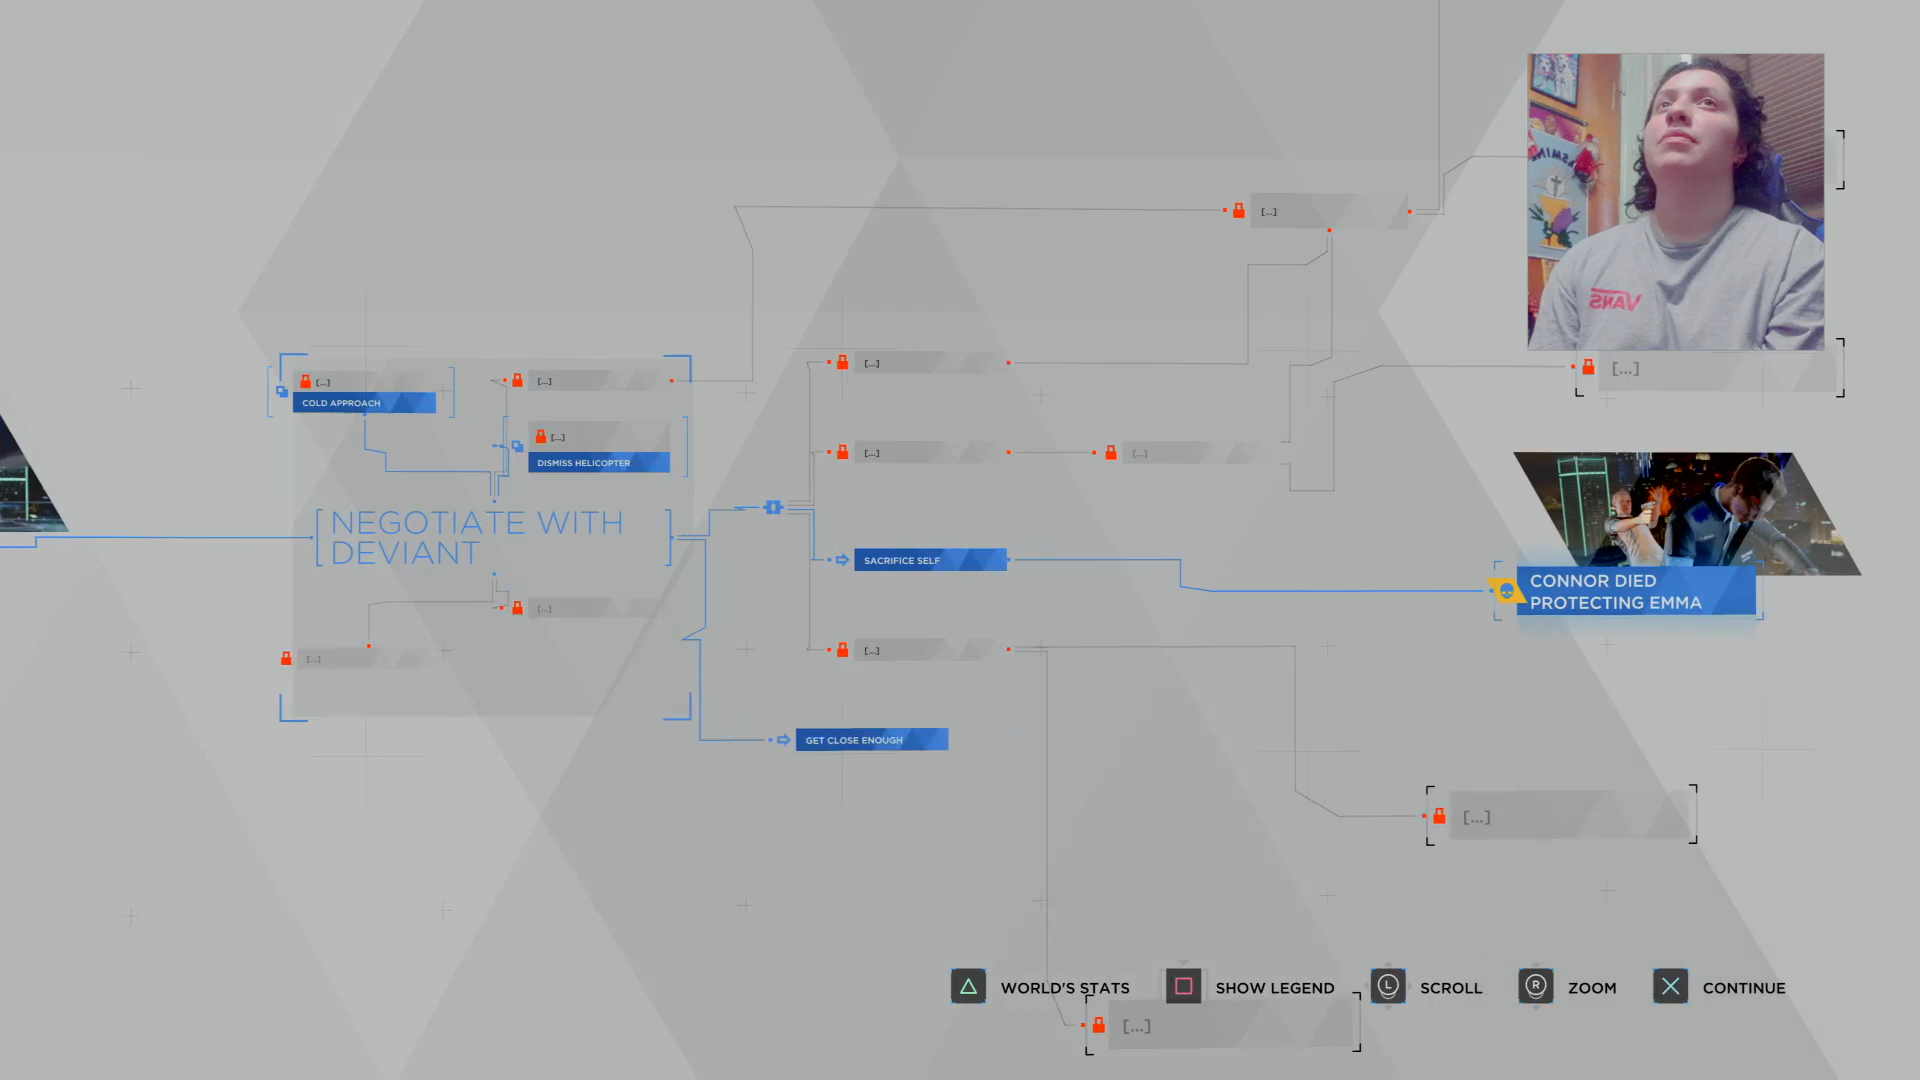 [...]
[...]
[...]
COLD APPROACH
[...]
[...]
[...]
DISMISS HELICOPTER
[...]
[...]
NEGOTIATE WITH
DEVIANT
SACRIFICE SELF
CONNOR DIED
PROTECTING EMMA
[...]
[...]
[...]
GET CLOSE ENOUGH
[...]
WORLD'S STATS
SHOW LEGEND
L
SCROLL
R
ZOOM
CONTINUE
[...]
VANS